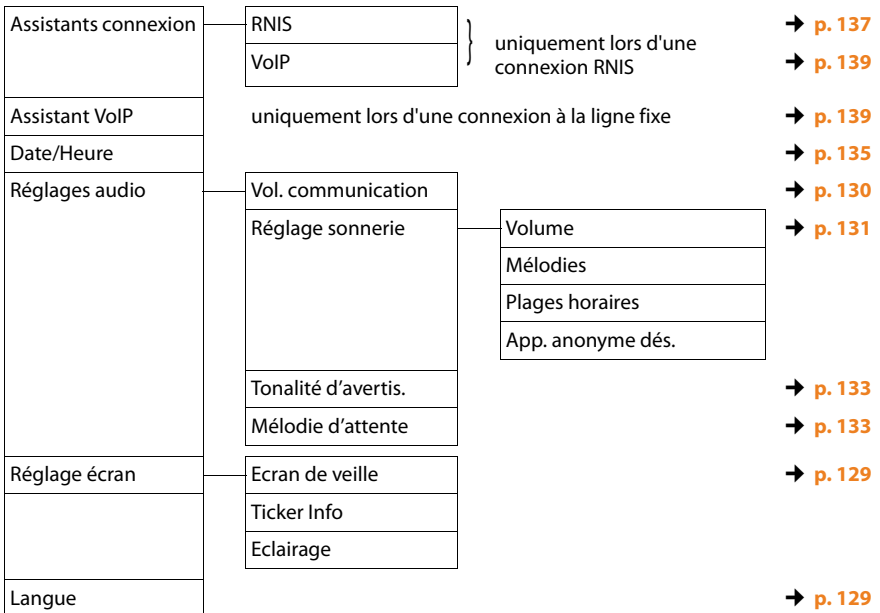 Assistants connexion RNIS → p. 137
VoIP → p. 139
uniquement lors d'une
connexion RNIS
Assistant VoIP uniquement lors d'une connexion à la ligne fixe → p. 139
Date/Heure → p. 135
Réglages audio Vol. communication → p. 130
Réglage sonnerie Volume → p. 131
Mélodies
Plages horaires
App. anonyme dés.
Tonalité d’avertis. → p. 133
Mélodie d’attente → p. 133
Réglage écran Ecran de veille → p. 129
Ticker Info
Eclairage
Langue → p. 129